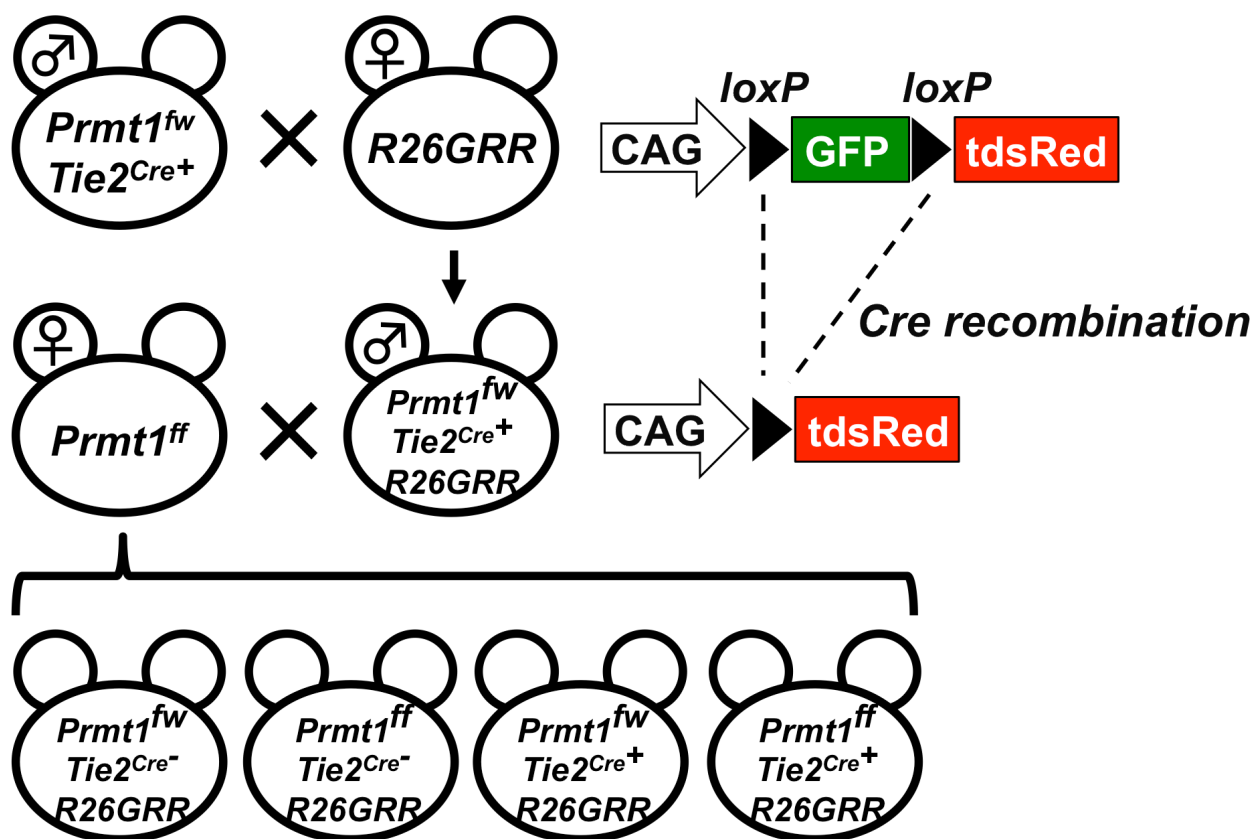 ♂
Prmt1fw
Tie2Cre+
♀
R26GRR
loxP loxP
CAG GFP tdsRed
Cre recombination
♀
Prmt1ff
♂
Prmt1fw
Tie2Cre+
R26GRR
CAG tdsRed
Prmt1fw
Tie2Cre-
R26GRR
Prmt1ff
Tie2Cre-
R26GRR
Prmt1fw
Tie2Cre+
R26GRR
Prmt1ff
Tie2Cre+
R26GRR